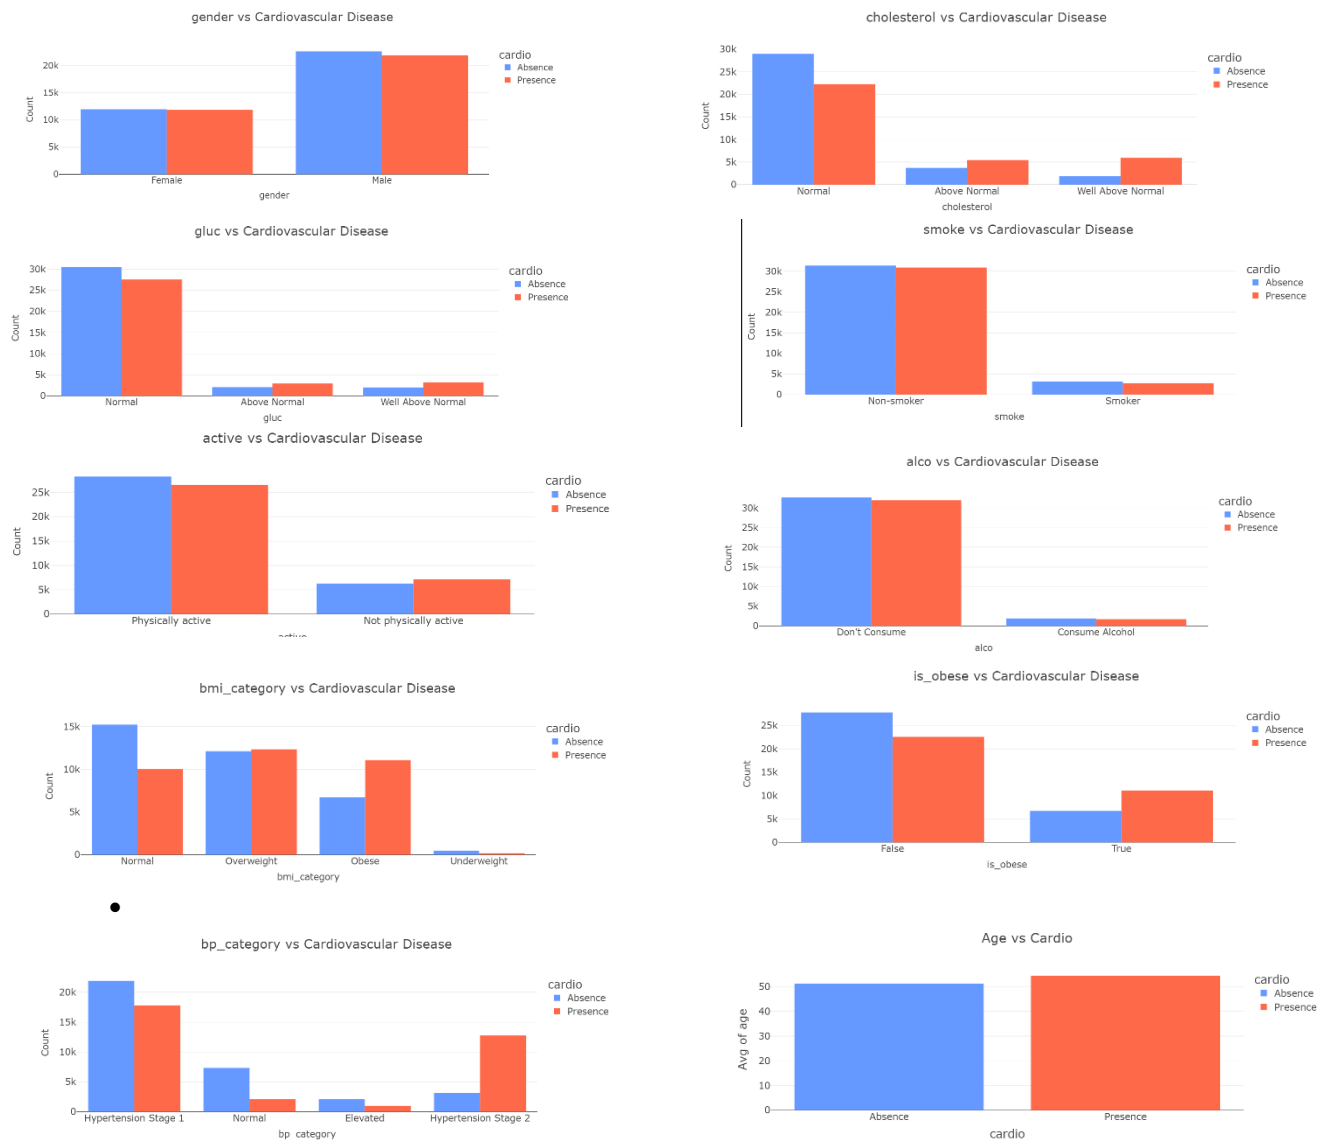 gender vs Cardiovascular Disease
cardio
Absence
Presence
20k
15k
10k
5k
0
Count
Female
Male
gender
cholesterol vs Cardiovascular Disease
cardio
Absence
Presence
30k
25k
20k
15k
10k
5k
0
Count
Normal
Above Normal
Well Above Normal
cholesterol
gluc vs Cardiovascular Disease
cardio
Absence
Presence
30k
25k
20k
15k
10k
5k
0
Count
Normal
Above Normal
Well Above Normal
gluc
smoke vs Cardiovascular Disease
cardio
Absence
Presence
30k
25k
20k
15k
10k
5k
0
Count
Non-smoker
Smoker
smoke
active vs Cardiovascular Disease
cardio
Absence
Presence
25k
20k
15k
10k
5k
0
Count
Physically active
Not physically active
active
alco vs Cardiovascular Disease
cardio
Absence
Presence
30k
25k
20k
15k
10k
5k
0
Count
Don't Consume
Consume Alcohol
alco
bmi_category vs Cardiovascular Disease
cardio
Absence
Presence
15k
10k
5k
0
Count
Normal
Overweight
Obese
Underweight
bmi_category
is_obese vs Cardiovascular Disease
cardio
Absence
Presence
25k
20k
15k
10k
5k
0
Count
False
True
is_obese
bp_category vs Cardiovascular Disease
cardio
Absence
Presence
20k
15k
10k
5k
0
Count
Hypertension Stage 1
Normal
Elevated
Hypertension Stage 2
bp_category
Age vs Cardio
cardio
Absence
Presence
50
40
30
20
10
0
Avg of age
Absence
Presence
cardio